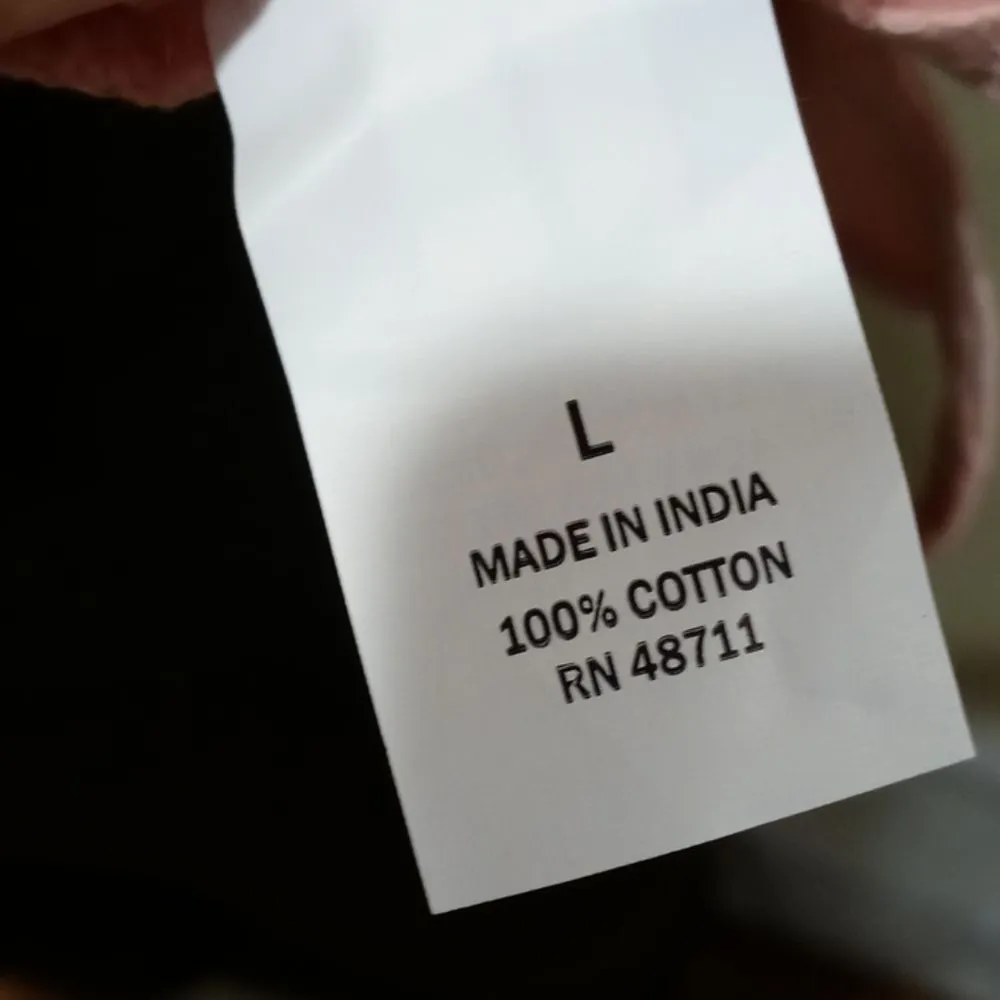 L
MADE IN INDIA
100% COTTON
RN 48711